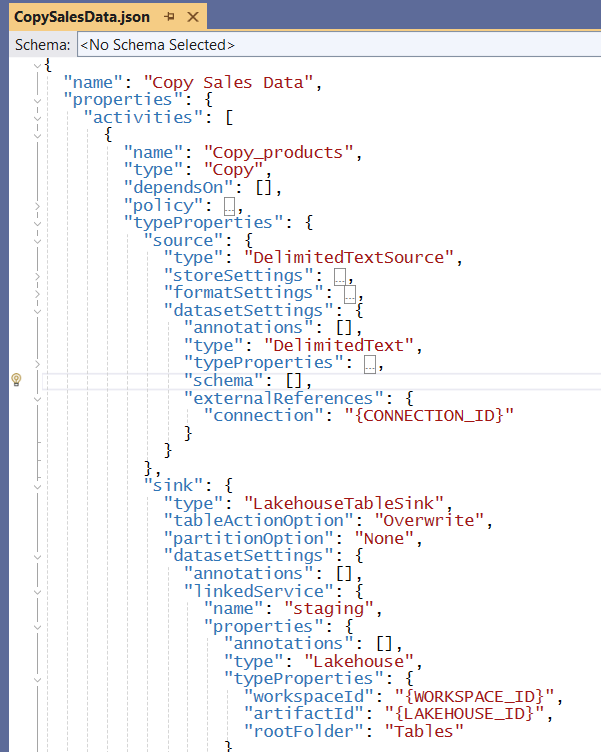 CopySalesData.json
Schema: <No Schema Selected>
{
"name": "Copy Sales Data",
"properties": {
"activities": [
{
"name": "Copy_products",
"type": "Copy",
"dependsOn": [],
"policy": ...,
"typeProperties": {
"source": {
"type": "DelimitedTextSource",
"storeSettings": ...,
"formatSettings": ...,
"datasetSettings": {
"annotations": [],
"type": "DelimitedText",
"typeProperties": ...,
"schema": [],
"externalReferences": {
"connection": "{CONNECTION_ID}"
}
}
},
"sink": {
"type": "LakehouseTableSink",
"tableActionOption": "Overwrite",
"partitionOption": "None",
"datasetSettings": {
"annotations": [],
"linkedService": {
"name": "staging",
"properties": {
"annotations": [],
"type": "Lakehouse",
"typeProperties": {
"workspaceId": "{WORKSPACE_ID}",
"artifactId": "{LAKEHOUSE_ID}",
"rootFolder": "Tables"
}